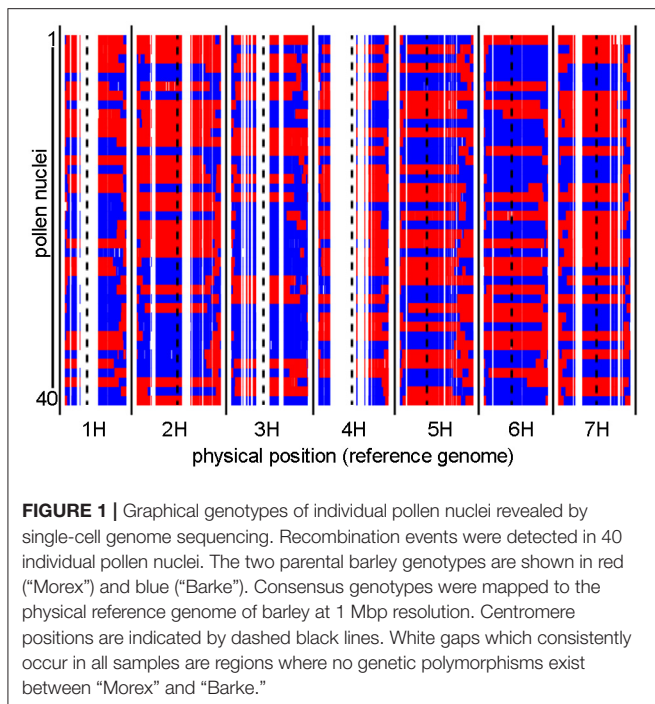 1
pollen nuclei
40
1H 2H 3H 4H 5H 6H 7H
physical position (reference genome)
FIGURE 1 | Graphical genotypes of individual pollen nuclei revealed by
single-cell genome sequencing. Recombination events were detected in 40
individual pollen nuclei. The two parental barley genotypes are shown in red
(“Morex”) and blue (“Barke”). Consensus genotypes were mapped to the
physical reference genome of barley at 1 Mbp resolution. Centromere
positions are indicated by dashed black lines. White gaps which consistently
occur in all samples are regions where no genetic polymorphisms exist
between “Morex” and “Barke.”